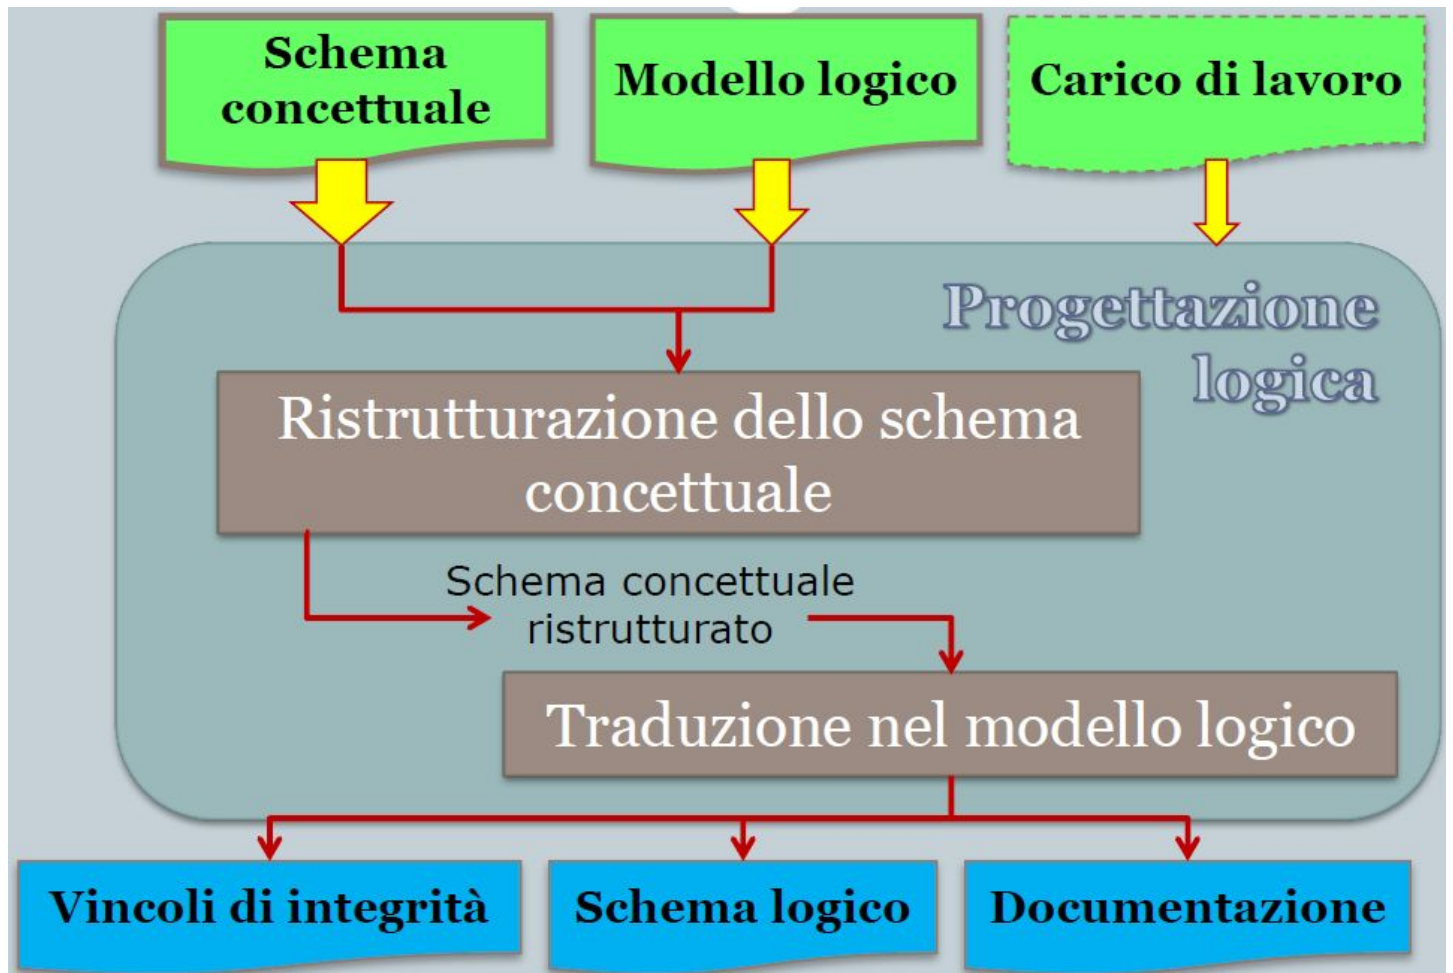 Schema
concettuale
Modello logico
Carico di lavoro
Progettazione
logica
Ristrutturazione dello schema
concettuale
Schema concettuale
ristrutturato
Traduzione nel modello logico
Vincoli di integrità
Schema logico
Documentazione